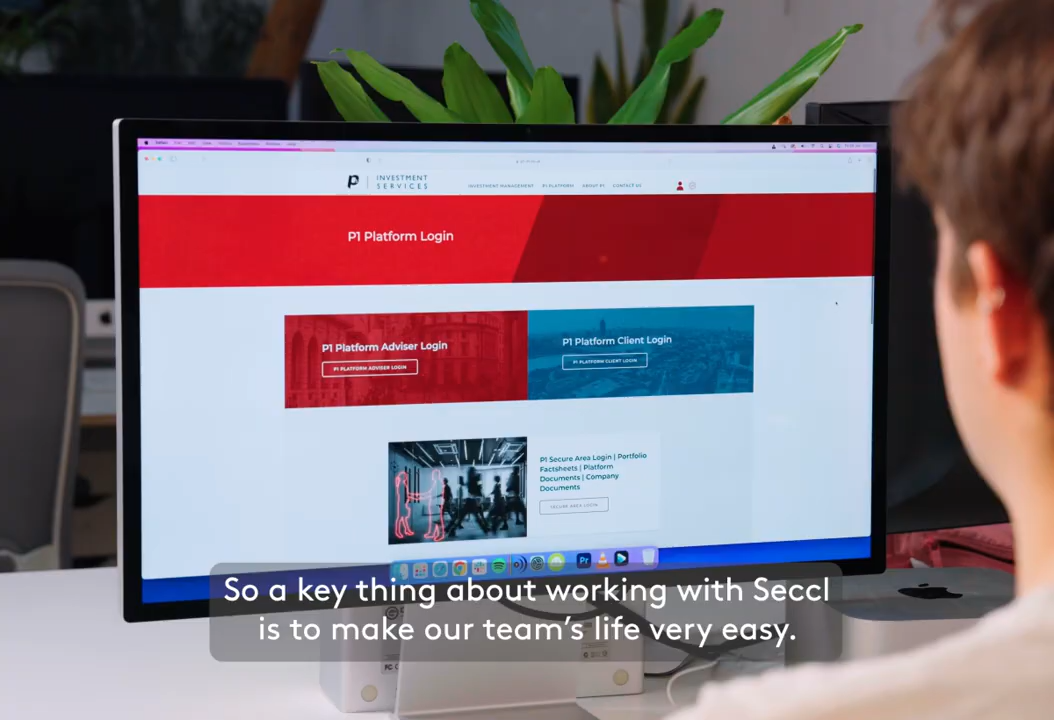 INVESTMENT
SERVICES
INVESTMENT MANAGEMENT P1 PLATFORM ABOUT P1 CONTACT US
P1 Platform Login
P1 Platform Adviser Login
P1 PLATFORM ADVISER LOGIN
P1 Platform Client Login
P1 PLATFORM CLIENT LOGIN
P1 Secure Area Login | Portfolio
Factsheets | Platform
Documents | Company
Documents
SECURE AREA LOGIN
Pr
So a key thing about working with Seccl
is to make our team's life very easy.
FC